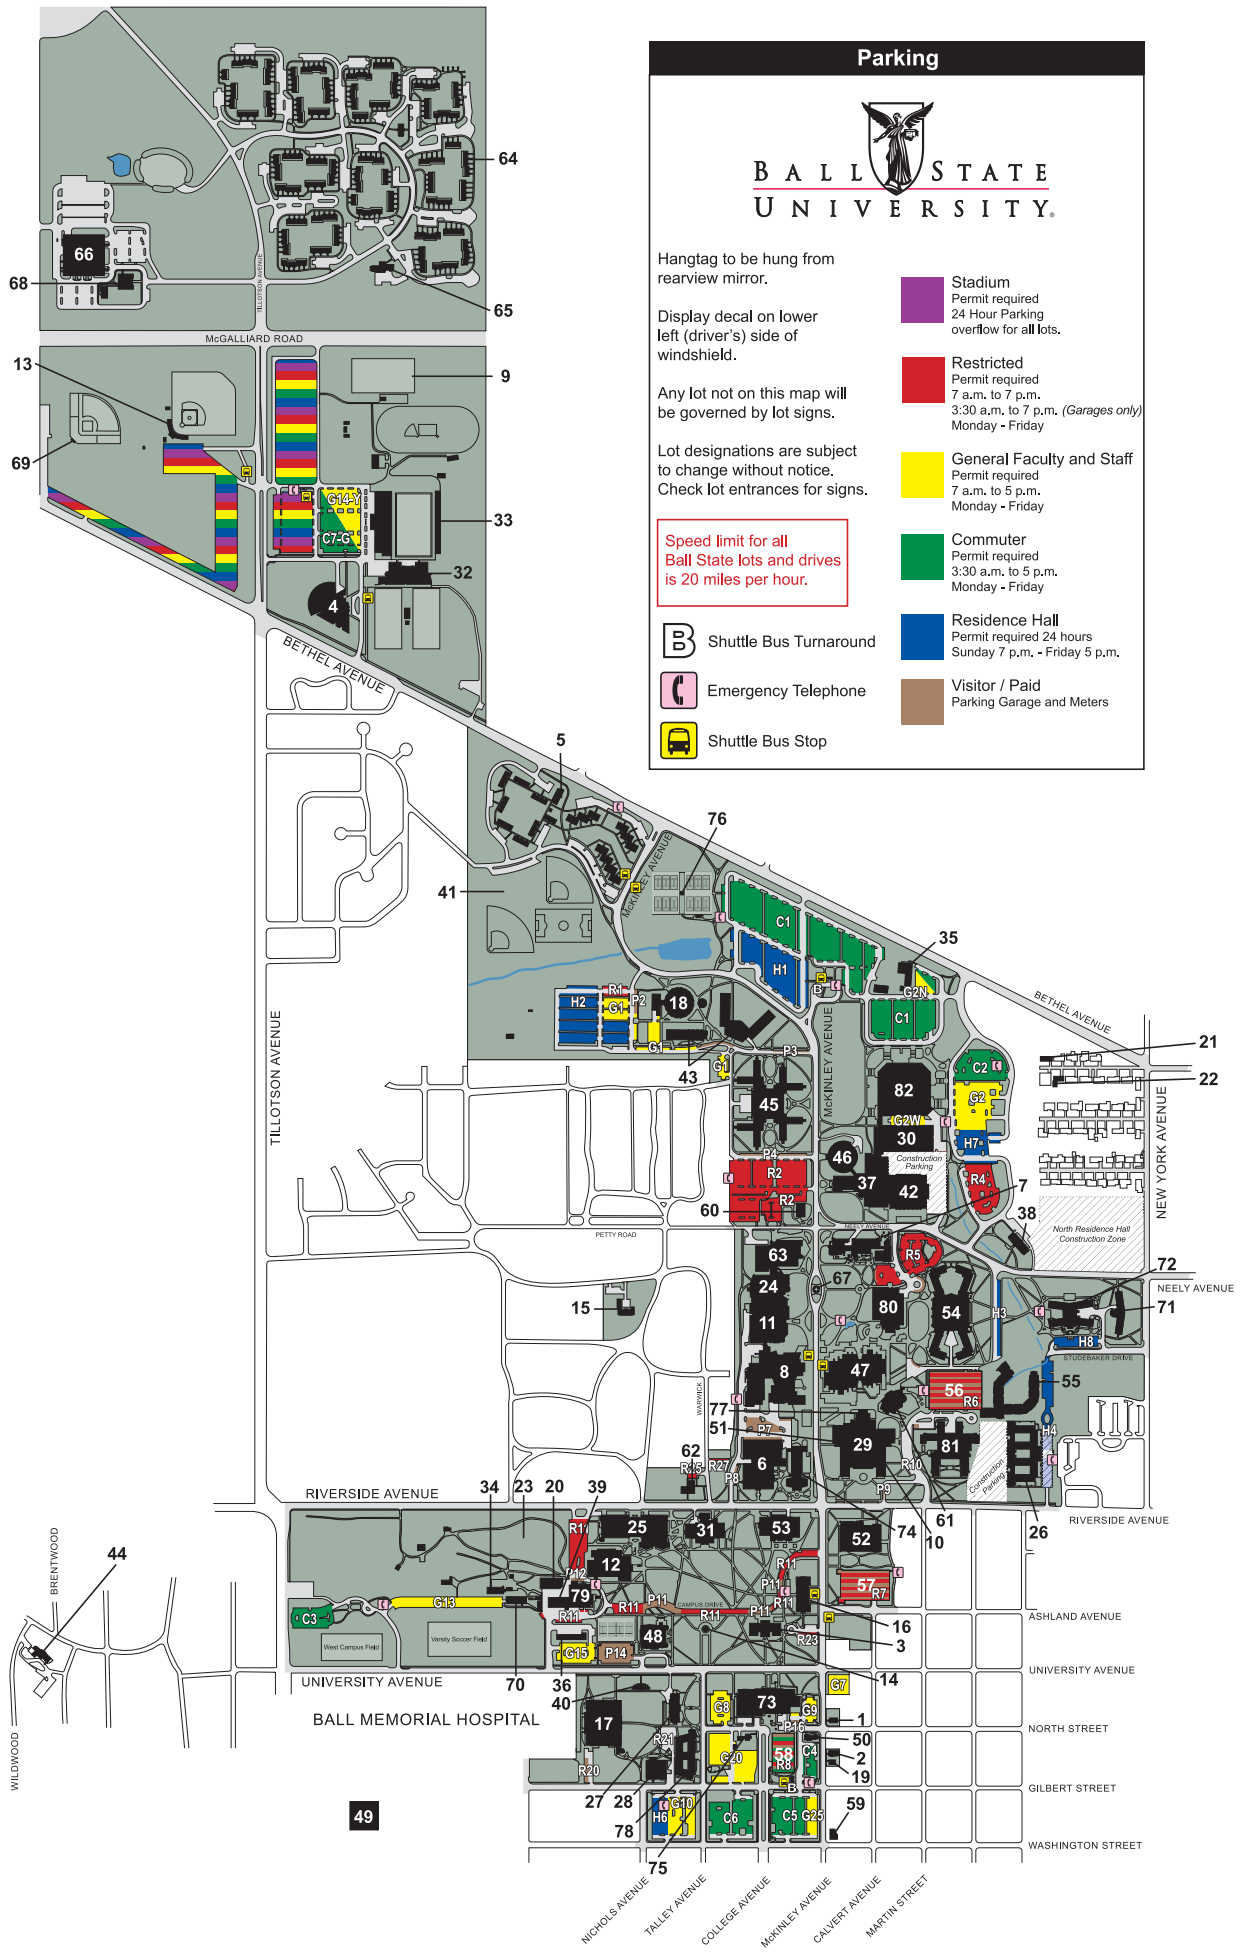 Parking
BALL STATE
UNIVERSITY®
Hangtag to be hung from
rearview mirror.
Display decal on lower
left (driver's) side of
windshield.
Any lot not on this map will
be governed by lot signs.
Lot designations are subject
to change without notice.
Check lot entrances for signs.
Speed limit for all
Ball State lots and drives
is 20 miles per hour.
B Shuttle Bus Turnaround
Emergency Telephone
Shuttle Bus Stop
Stadium
Permit required
24 Hour Parking
overflow for all lots.
Restricted
Permit required
7 a.m. to 7 p.m.
3:30 a.m. to 7 p.m. (Garages only)
Monday - Friday
General Faculty and Staff
Permit required
7 a.m. to 5 p.m.
Monday - Friday
Commuter
Permit required
3:30 a.m. to 5 p.m.
Monday - Friday
Residence Hall
Permit required 24 hours
Sunday 7 p.m. - Friday 5 p.m.
Visitor / Paid
Parking Garage and Meters
64
66
68
65
TILLOTSON AVENUE
McGALLIARD ROAD
13
9
69
G14-Y
C7-G
33
32
4
BETHEL AVENUE
5
76
McKINLEY AVENUE
41
C1
35
H1
B
G2N
BETHEL AVENUE
H2
R1
P2
G1
18
C1
G1
43
P3
G1
McKINLEY AVENUE
21
22
C2
G2
82
G2W
H7
45
30
46
Construction
Parking
37
42
P4
R2
R2
R4
7
60
38
NEELY AVENUE
PETTY ROAD
North Residence Hall
Construction Zone
TILLOTSON AVENUE
NEW YORK AVENUE
63
R5
72
NEELY AVENUE
24
67
15
11
80
54
H3
71
H8
STUDEBAKER DRIVE
8
47
56
R6
55
WARWICK
77
51
P7
29
81
H4
62
R15
R27
P8
6
R10
Construction
Parking
P9
RIVERSIDE AVENUE
34
23
20
39
74
10
61
26
RIVERSIDE AVENUE
44
BRENTWOOD
25
31
53
52
12
P12
R11
P11
57
R7
79
G13
R11
R11
P11
CAMPUS DRIVE
R11
P11
R11
C3
16
ASHLAND AVENUE
West Campus Field
Varsity Soccer Field
48
R23
3
G15
P14
14
UNIVERSITY AVENUE
UNIVERSITY AVENUE
70
36
40
G7
BALL MEMORIAL HOSPITAL
17
G8
73
G9
1
NORTH STREET
P16
50
R21
G20
58
R8
C4
2
19
WILDWOOD
R20
B
GILBERT STREET
27
28
49
H6
G10
C6
C5
G25
59
78
75
WASHINGTON STREET
NICHOLS AVENUE
TALLEY AVENUE
COLLEGE AVENUE
McKINLEY AVENUE
CALVERT AVENUE
MARTIN STREET